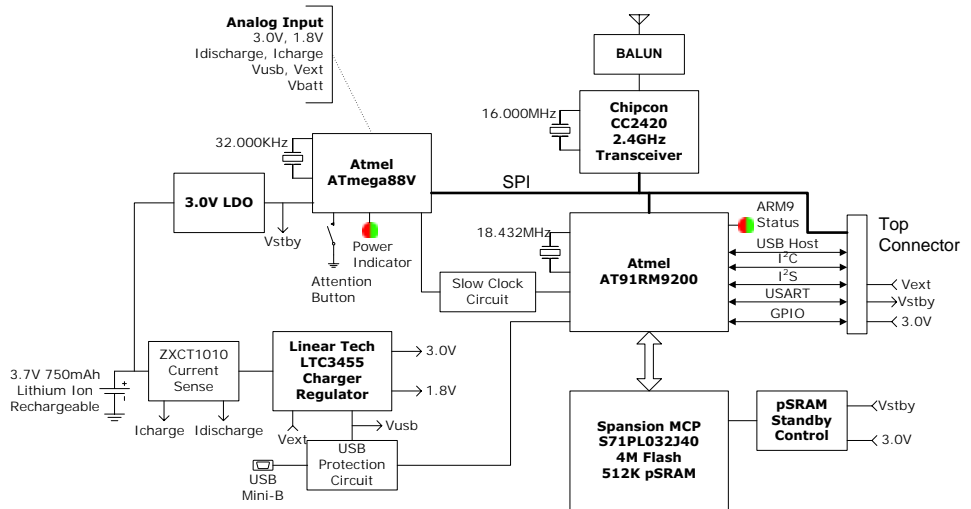 Analog Input
3.0V, 1.8V
Idischarge, Icharge
Vusb, Vext
Vbatt
BALUN
16.000MHz
Chipcon
CC2420
2.4GHz
Transceiver
32.000KHz
Atmel
ATmega88V
SPI
3.0V LDO
Vstby
Attention
Button
Power
Indicator
18.432MHz
Slow Clock
Circuit
Atmel
AT91RM9200
ARM9
Status
USB Host
I²C
I²S
USART
GPIO
Top
Connector
Vext
Vstby
3.0V
3.7V 750mAh
Lithium Ion
Rechargeable
ZXCT1010
Current
Sense
Icharge
Idischarge
Linear Tech
LTC3455
Charger
Regulator
3.0V
1.8V
Vext
Vusb
USB
Mini-B
USB
Protection
Circuit
Spansion MCP
S71PL032J40
4M Flash
512K pSRAM
pSRAM
Standby
Control
Vstby
3.0V